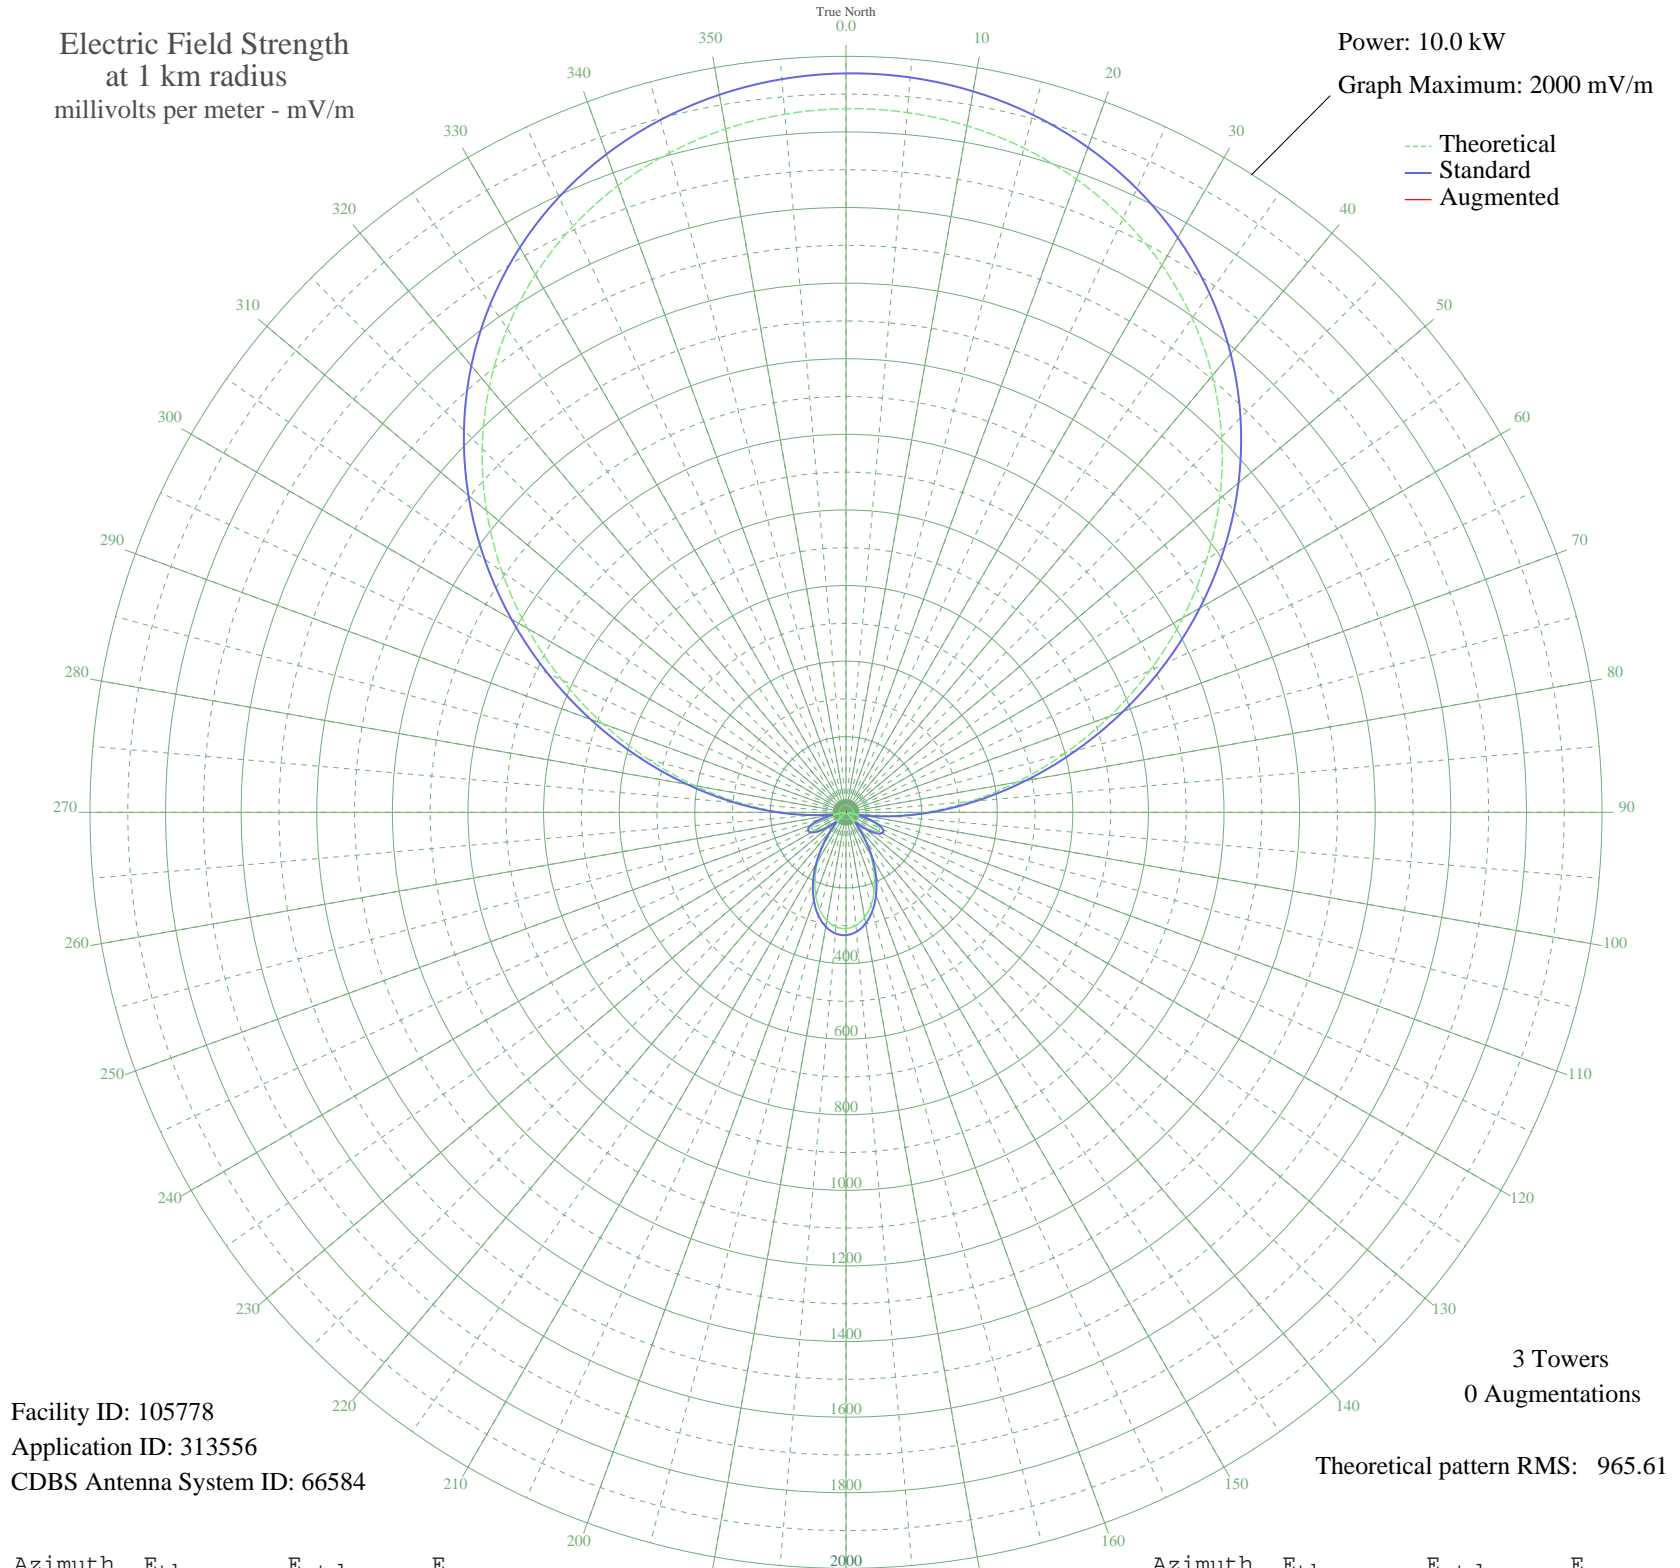 True North
Electric Field Strength
at 1 km radius
millivolts per meter - mV/m
Power: 10.0 kW
Graph Maximum: 2000 mV/m
Theoretical
Standard
Augmented
0.0
10
20
30
40
50
60
70
80
90
100
110
120
130
140
150
160
200
210
220
230
240
250
260
270
280
290
300
310
320
330
340
350
400
600
800
1000
1200
1400
1600
1800
2000
3 Towers
0 Augmentations
Theoretical pattern RMS: 965.61
Facility ID: 105778
Application ID: 313556
CDBS Antenna System ID: 66584
Azimuth
Azimuth